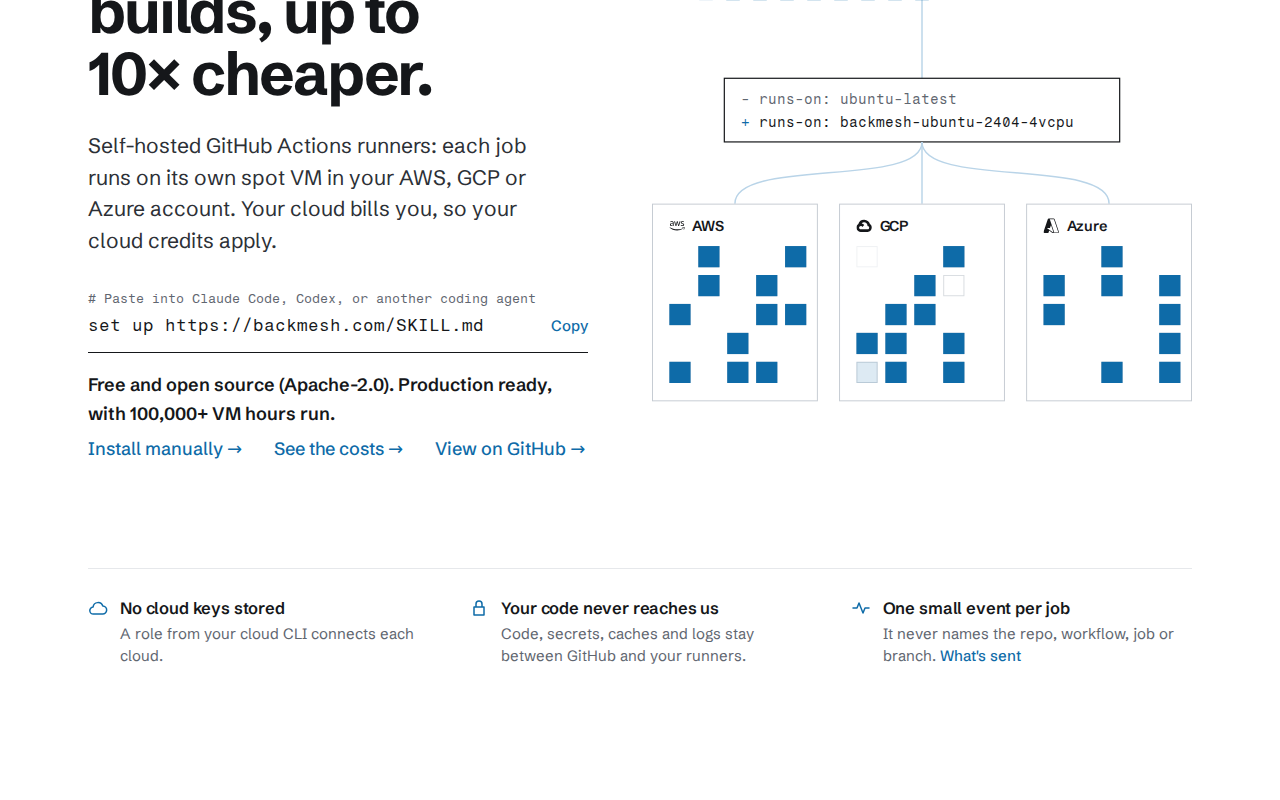 builds, up to
10× cheaper.
Self-hosted GitHub Actions runners: each job
runs on its own spot VM in your AWS, GCP or
Azure account. Your cloud bills you, so your
cloud credits apply.
# Paste into Claude Code, Codex, or another coding agent
set up https://backmesh.com/SKILL.md
Copy
Free and open source (Apache-2.0). Production ready,
with 100,000+ VM hours run.
Install manually → See the costs → View on GitHub →
- runs-on: ubuntu-latest
+ runs-on: backmesh-ubuntu-2404-4vcpu
aws AWS
GCP
Azure
No cloud keys stored
A role from your cloud CLI connects each
cloud.
Your code never reaches us
Code, secrets, caches and logs stay
between GitHub and your runners.
One small event per job
It never names the repo, workflow, job or
branch. What's sent